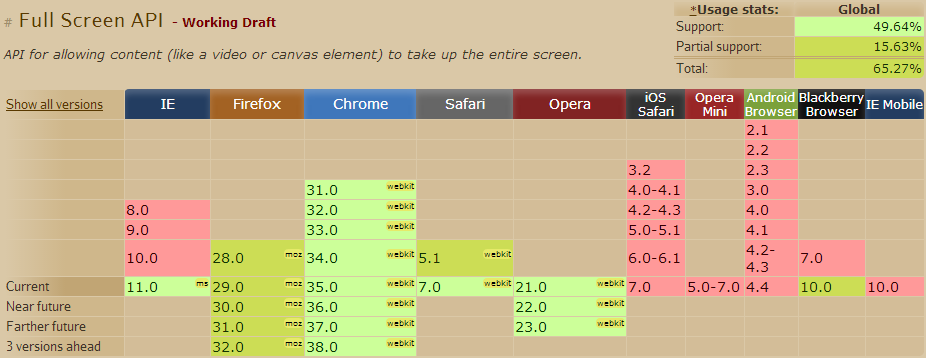 # Full Screen API - Working Draft
*Usage stats: Global
Support: 49.64%
Partial support: 15.63%
Total: 65.27%
API for allowing content (like a video or canvas element) to take up the entire screen.
Show all versions IE Firefox Chrome Safari Opera iOS Safari Opera Mini Android Browser Blackberry Browser IE Mobile
2.1
2.2
3.2 2.3
31.0 webkit 4.0-4.1 3.0
8.0 32.0 webkit 4.2-4.3 4.0
9.0 33.0 webkit 5.0-5.1 4.1
10.0 28.0 moz 34.0 webkit 5.1 webkit 6.0-6.1 4.2-4.3 7.0
Current 11.0 ms 29.0 moz 35.0 webkit 7.0 webkit 21.0 webkit 7.0 5.0-7.0 4.4 10.0 10.0
Near future 30.0 moz 36.0 webkit 22.0 webkit
Farther future 31.0 moz 37.0 webkit 23.0 webkit
3 versions ahead 32.0 moz 38.0 webkit